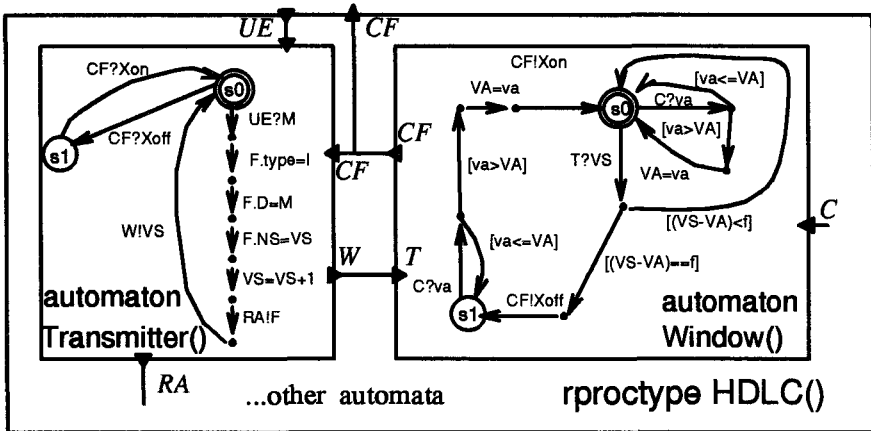 UE
CF
CF?Xon
s0
UE?M
CF?Xoff
s1
F.type=I
F.D=M
W!VS
F.NS=VS
VS=VS+1
RA!F
automaton
Transmitter()
RA
CF
CF
W
T
CF!Xon
VA=va
s0
C?va
[va<=VA]
[va>VA]
VA=va
T?VS
[va>VA]
[va<=VA]
[(VS-VA)<f]
[(VS-VA)==f]
C?va
s1
CF!Xoff
C
automaton
Window()
...other automata
rproctype HDLC()